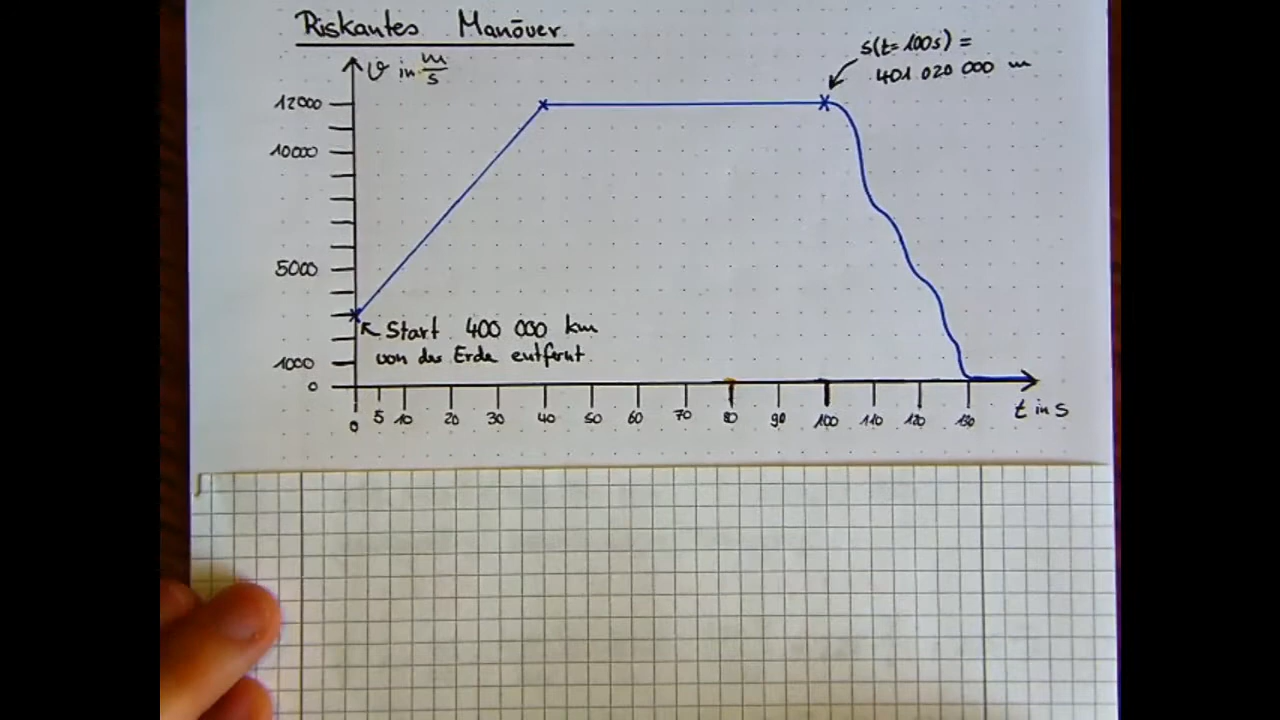 Riskantes Manöver
v in m/s
s(t=100s) =
401 020 000 m
12000
10000
5000
1000
0
Start 400 000 km
von der Erde entfernt
0 5 10 20 30 40 50 60 70 80 90 100 110 120 130
t in s